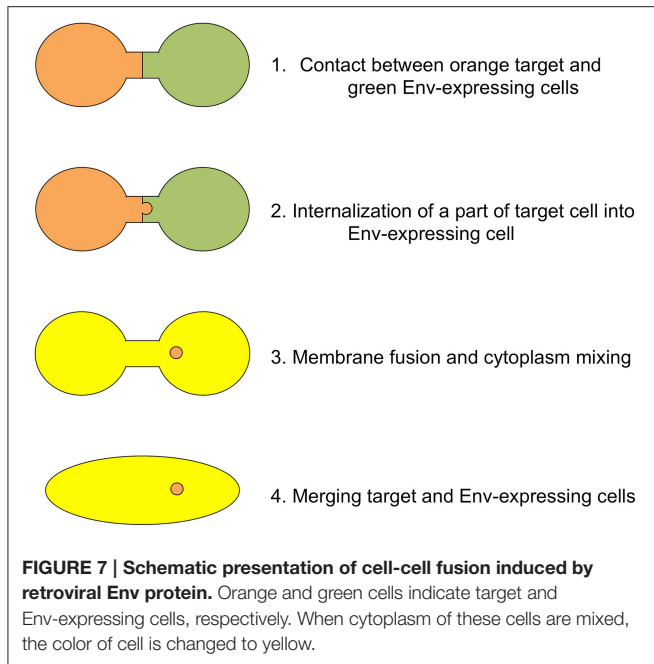 1. Contact between orange target and
green Env-expressing cells
2. Internalization of a part of target cell into
Env-expressing cell
3. Membrane fusion and cytoplasm mixing
4. Merging target and Env-expressing cells
FIGURE 7 | Schematic presentation of cell-cell fusion induced by
retroviral Env protein. Orange and green cells indicate target and
Env-expressing cells, respectively. When cytoplasm of these cells are mixed,
the color of cell is changed to yellow.